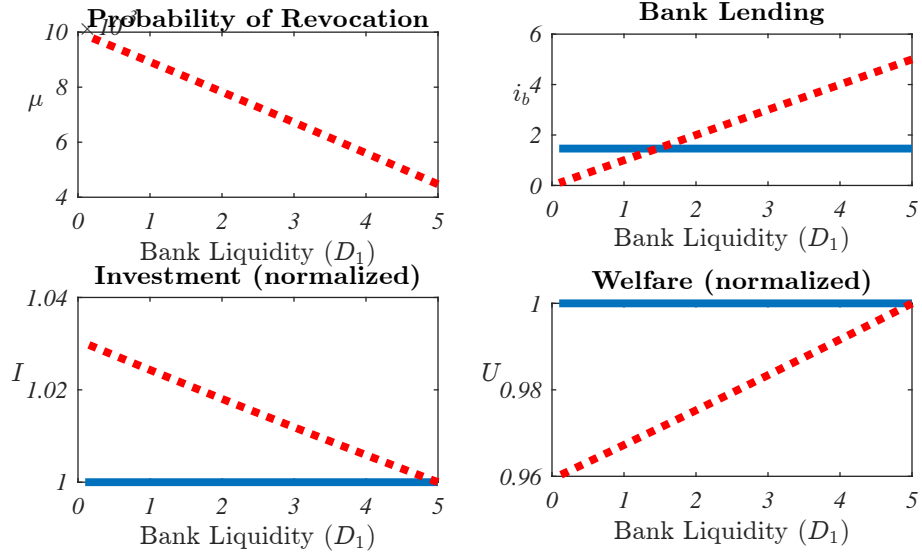 Probability of Revocation
× 10⁻³
10
8
6
4
μ
0 1 2 3 4 5
Bank Liquidity (D₁)
Bank Lending
6
4
2
0
i_b
0 1 2 3 4 5
Bank Liquidity (D₁)
Investment (normalized)
1.04
1.02
1
I
0 1 2 3 4 5
Bank Liquidity (D₁)
Welfare (normalized)
1
0.98
0.96
U
0 1 2 3 4 5
Bank Liquidity (D₁)